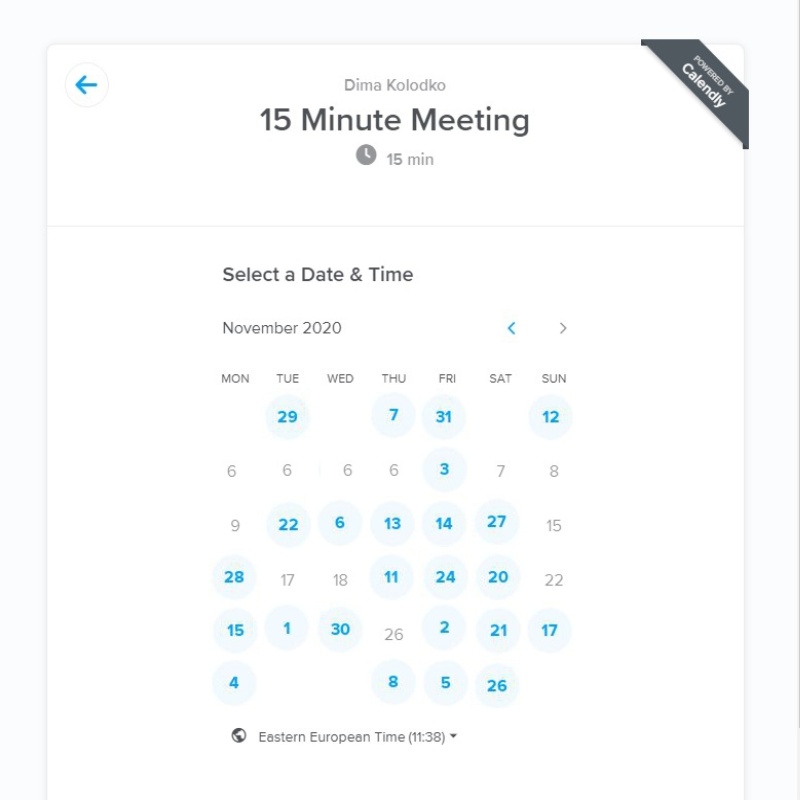 POWERED BY
Calendly
Dima Kolodko
15 Minute Meeting
15 min
Select a Date & Time
November 2020
MON TUE WED THU FRI SAT SUN
29 7 31 12
6 6 6 6 3 7 8
9 22 6 13 14 27 15
28 17 18 11 24 20 22
15 1 30 26 2 21 17
4 8 5 26
Eastern European Time (11:38)